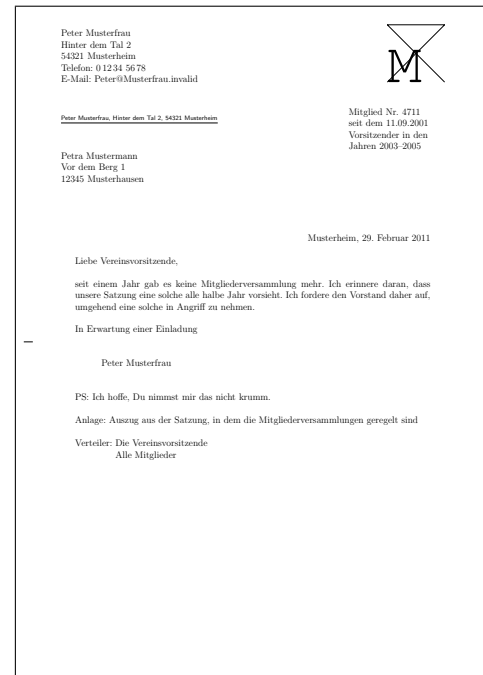 Peter Musterfrau
Hinter dem Tal 2
54321 Musterheim
Telefon: 0 12 34 56 78
E-Mail: Peter@Musterfrau.invalid
M
Peter Musterfrau, Hinter dem Tal 2, 54321 Musterheim
Mitglied Nr. 4711
seit dem 11.09.2001
Vorsitzender in den
Jahren 2003–2005
Petra Mustermann
Vor dem Berg 1
12345 Musterhausen
Musterheim, 29. Februar 2011
Liebe Vereinsvorsitzende,
seit einem Jahr gab es keine Mitgliederversammlung mehr. Ich erinnere daran, dass
unsere Satzung eine solche alle halbe Jahr vorsieht. Ich fordere den Vorstand daher auf,
umgehend eine solche in Angriff zu nehmen.
In Erwartung einer Einladung
Peter Musterfrau
PS: Ich hoffe, Du nimmst mir das nicht krumm.
Anlage: Auszug aus der Satzung, in dem die Mitgliederversammlungen geregelt sind
Verteiler: Die Vereinsvorsitzende
Alle Mitglieder